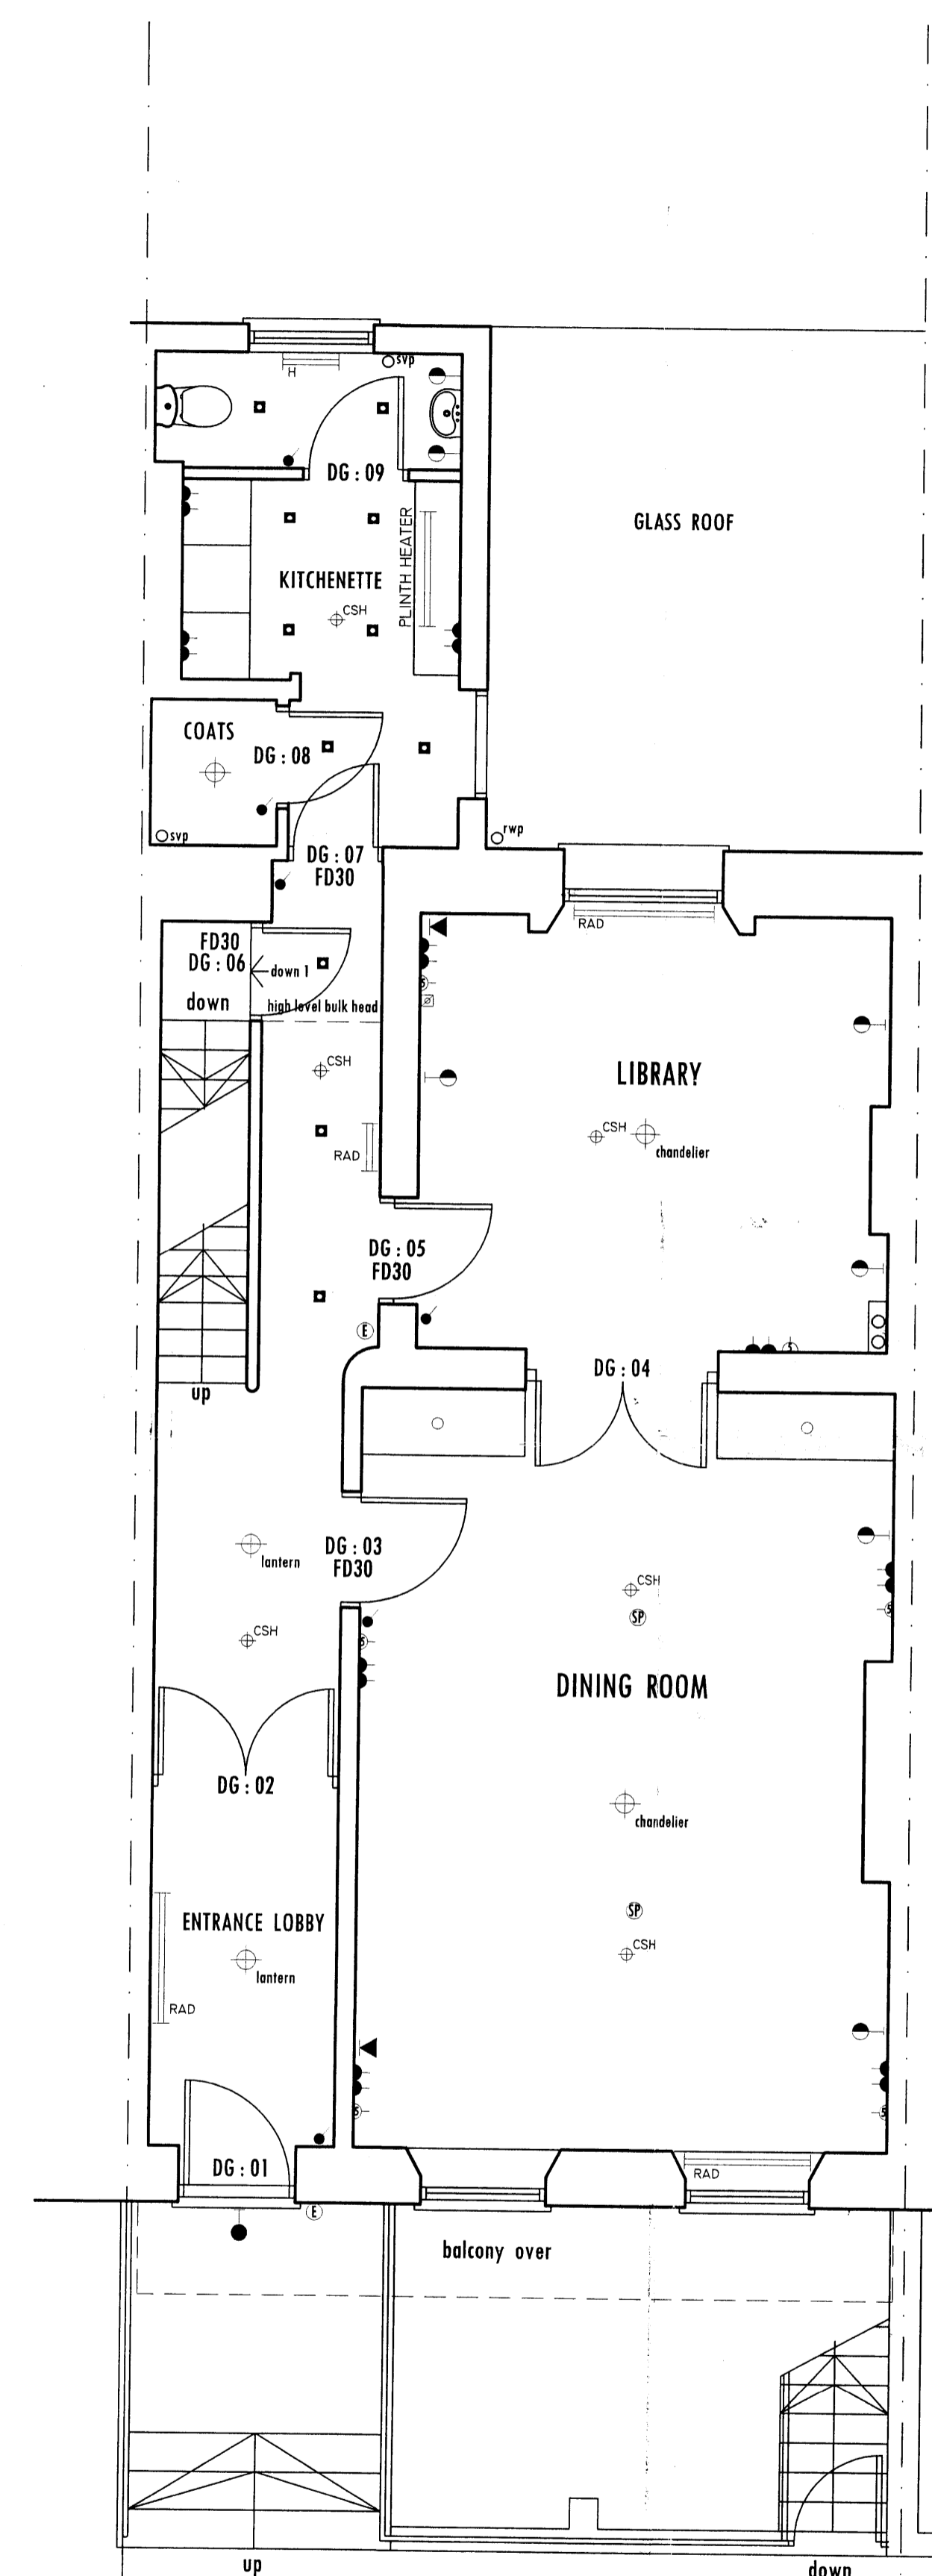 svp
H
DG : 09
GLASS ROOF
PLINTH HEATER
KITCHENETTE
CSH
COATS
DG : 08
svp
rwp
DG : 07
FD30
RAD
FD30
DG : 06
down 1
down
high level bulk head
CSH
LIBRARY
CSH
chandelier
RAD
DG : 05
FD30
E
DG : 04
up
DG : 03
FD30
lantern
CSH
SP
CSH
DINING ROOM
DG : 02
chandelier
SP
CSH
ENTRANCE LOBBY
lantern
RAD
DG : 01
RAD
E
balcony over
up
down